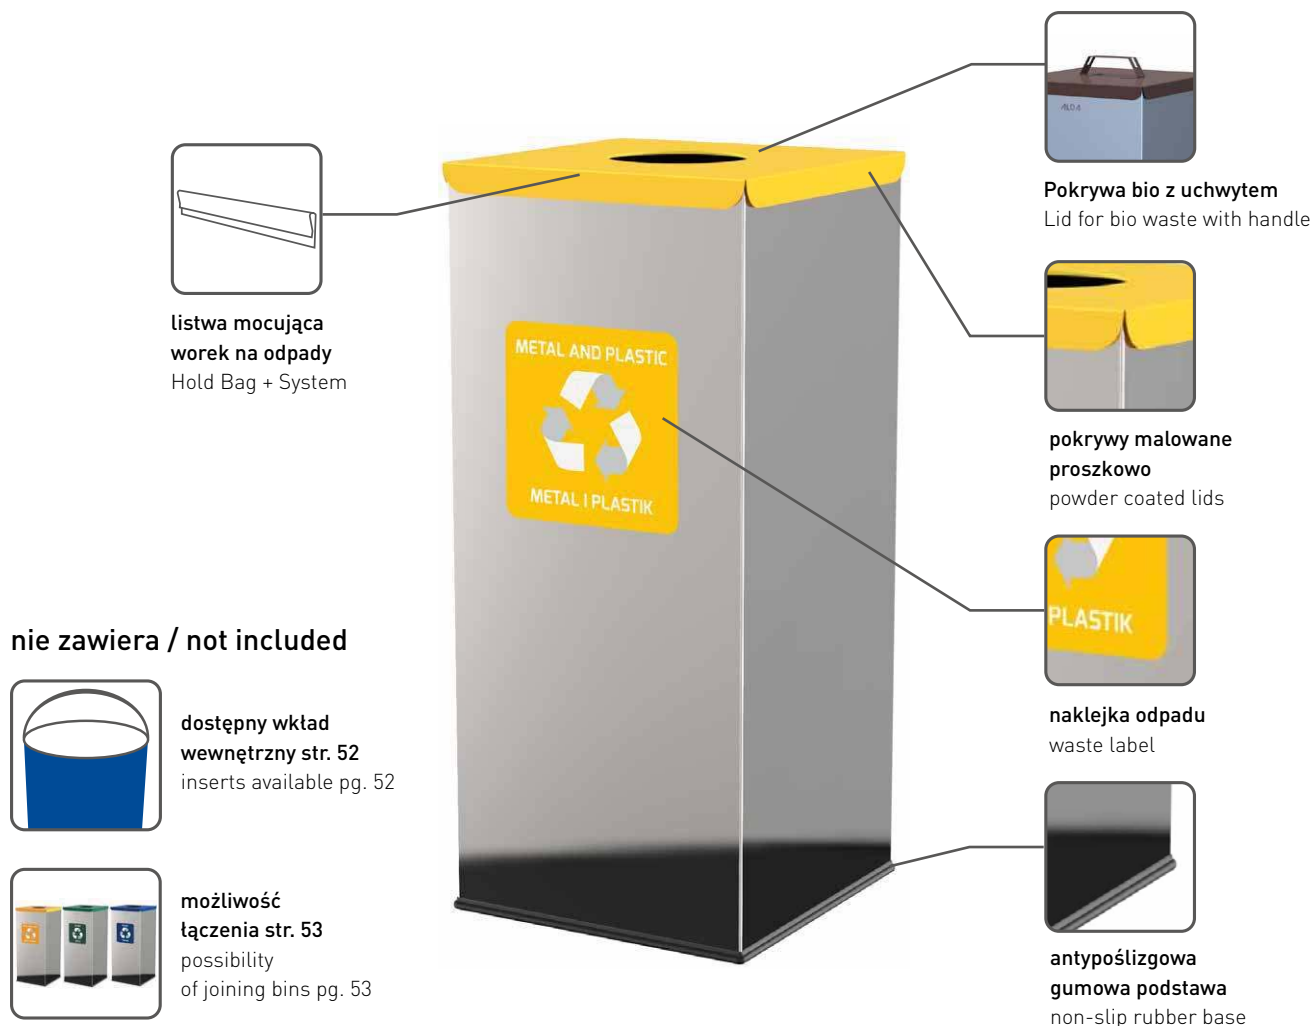 Pokrywa bio z uchwytem
Lid for bio waste with handle
listwa mocująca
worek na odpady
Hold Bag + System
METAL AND PLASTIC
METAL I PLASTIK
pokrywy malowane
proszkowo
powder coated lids
PLASTIK
naklejka odpadu
waste label
nie zawiera / not included
dostępny wkład
wewnętrzny str. 52
inserts available pg. 52
możliwość
łączenia str. 53
possibility
of joining bins pg. 53
antypoślizgowa
gumowa podstawa
non-slip rubber base